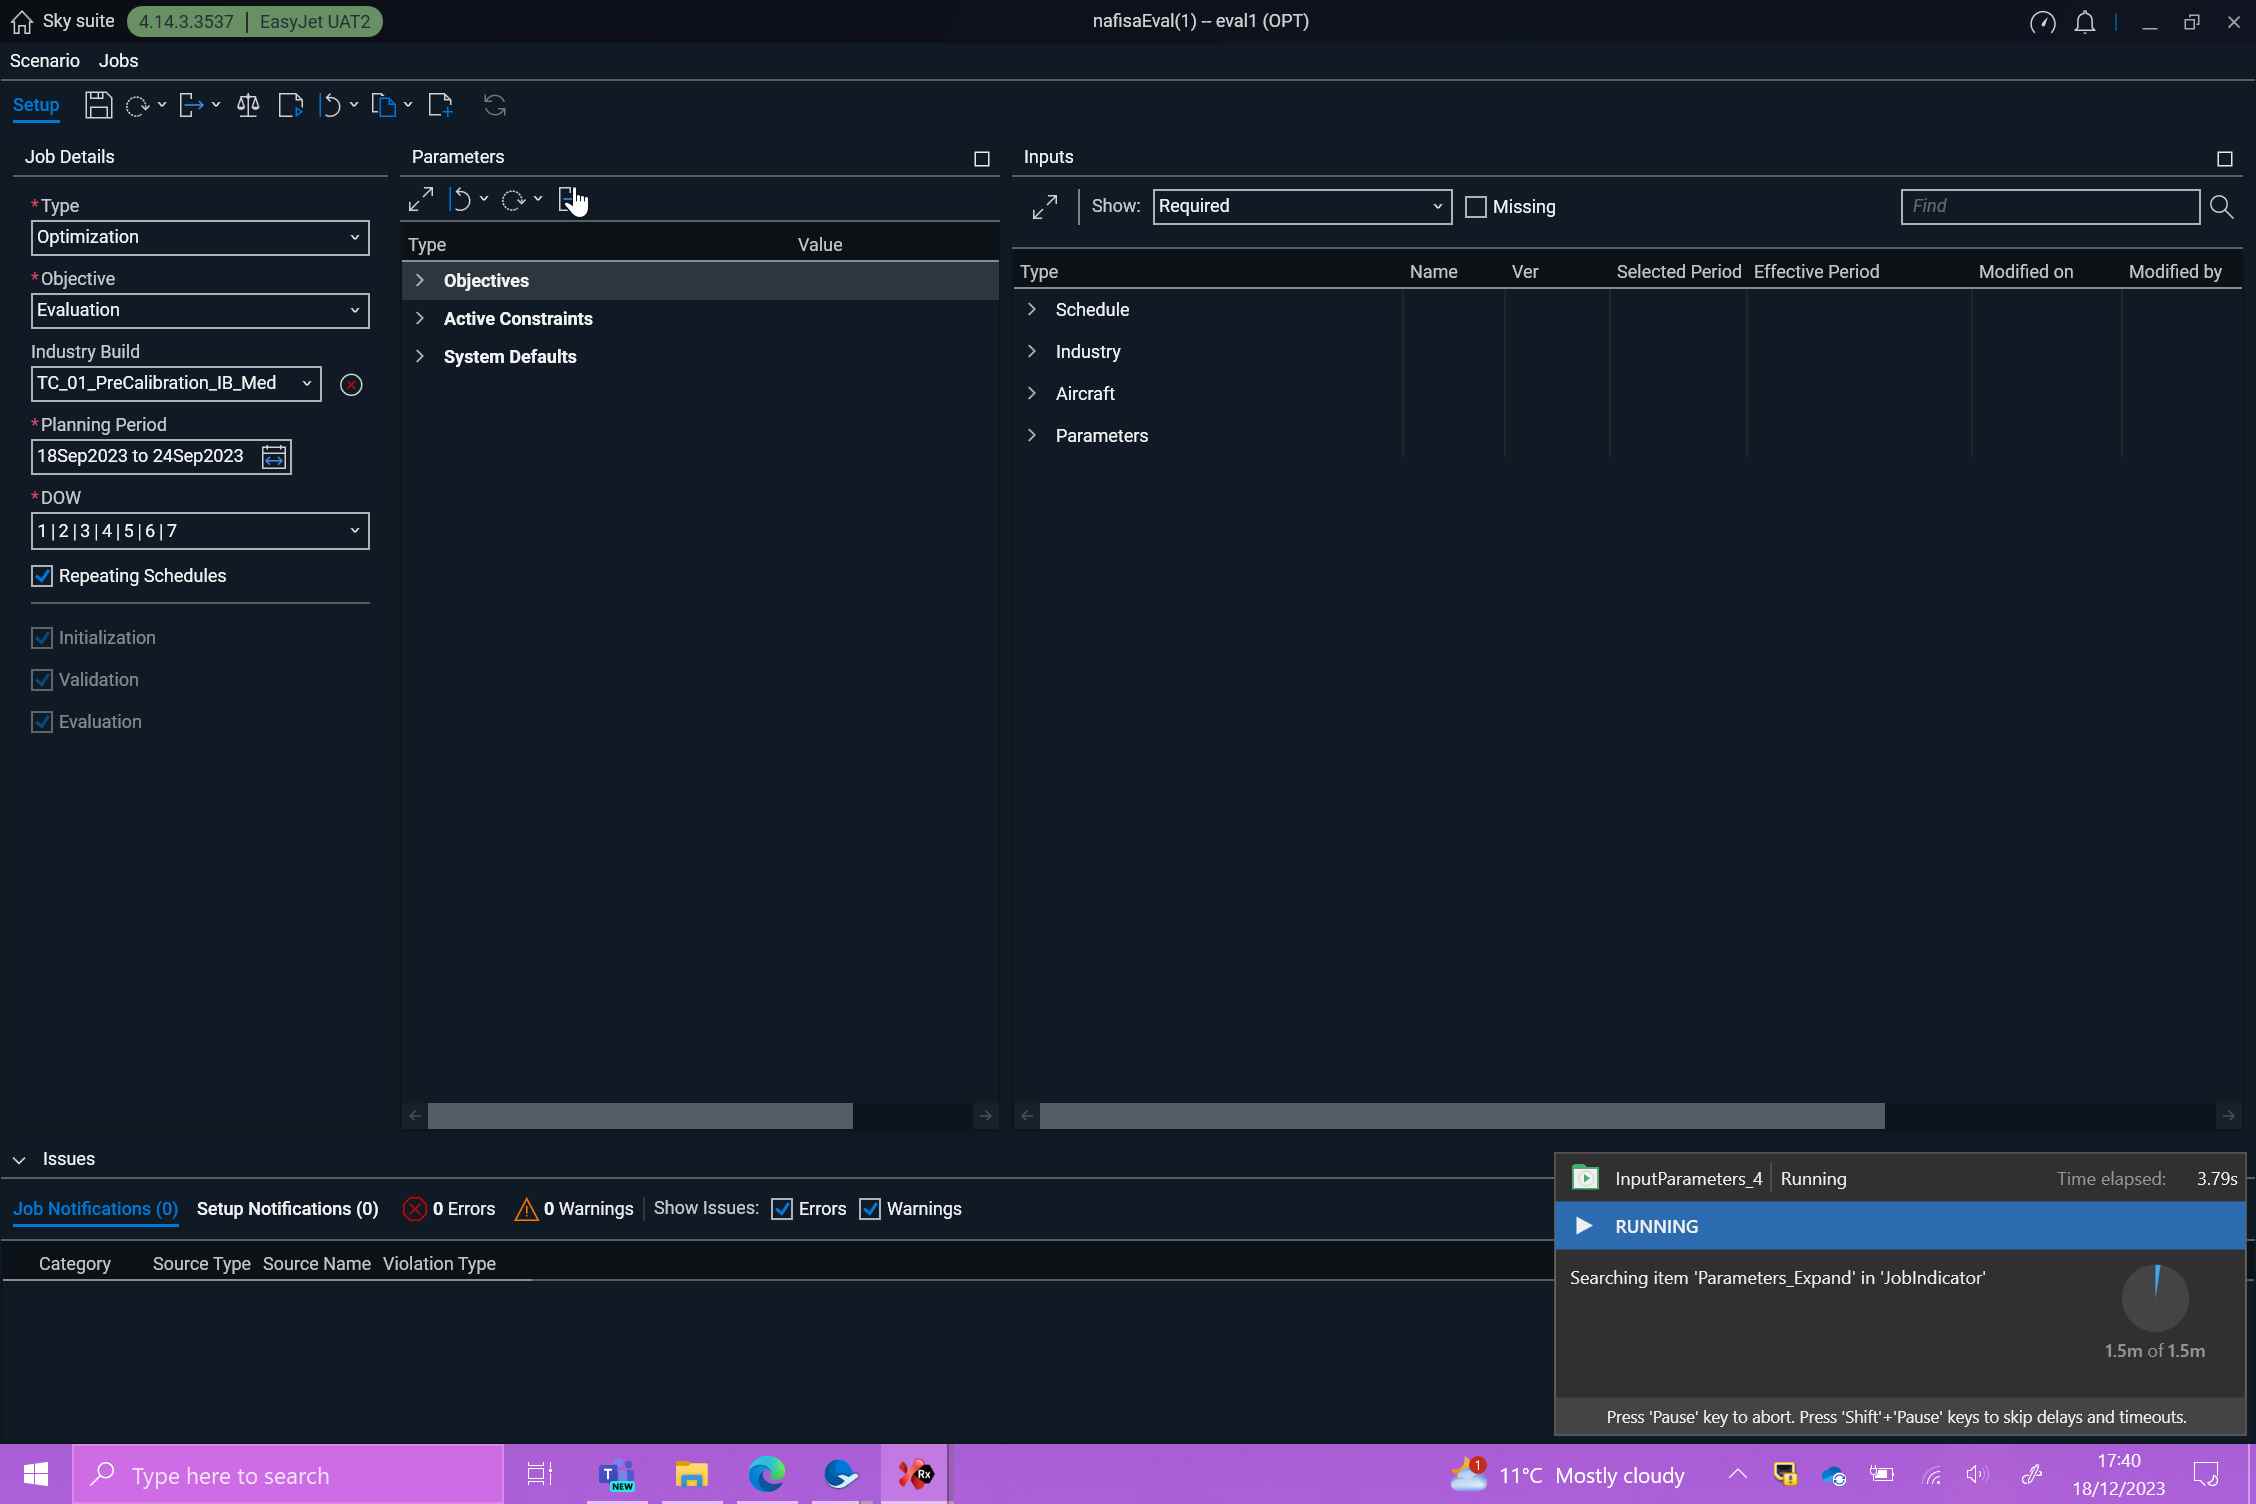 Sky suite 4.14.3.3537 | EasyJet UAT2 nafisaEval(1) -- eval1 (OPT)
Scenario Jobs
Setup
Job Details
*Type
Optimization
*Objective
Evaluation
Industry Build
TC_01_PreCalibration_IB_Med
*Planning Period
18Sep2023 to 24Sep2023
*DOW
1|2|3|4|5|6|7
Repeating Schedules
Initialization
Validation
Evaluation
Parameters
Type Value
Objectives
Active Constraints
System Defaults
Inputs
Show: Required Missing Find
Type Name Ver Selected Period Effective Period Modified on Modified by
Schedule
Industry
Aircraft
Parameters
Issues
Job Notifications (0) Setup Notifications (0) 0 Errors 0 Warnings Show Issues: Errors Warnings
Category Source Type Source Name Violation Type
InputParameters_4 Running Time elapsed: 3.79s
RUNNING
Searching item 'Parameters_Expand' in 'JobIndicator'
1.5m of 1.5m
Press 'Pause' key to abort. Press 'Shift'+'Pause' keys to skip delays and timeouts.
Type here to search
T
NEW
Rx
1
11°C Mostly cloudy
17:40
18/12/2023